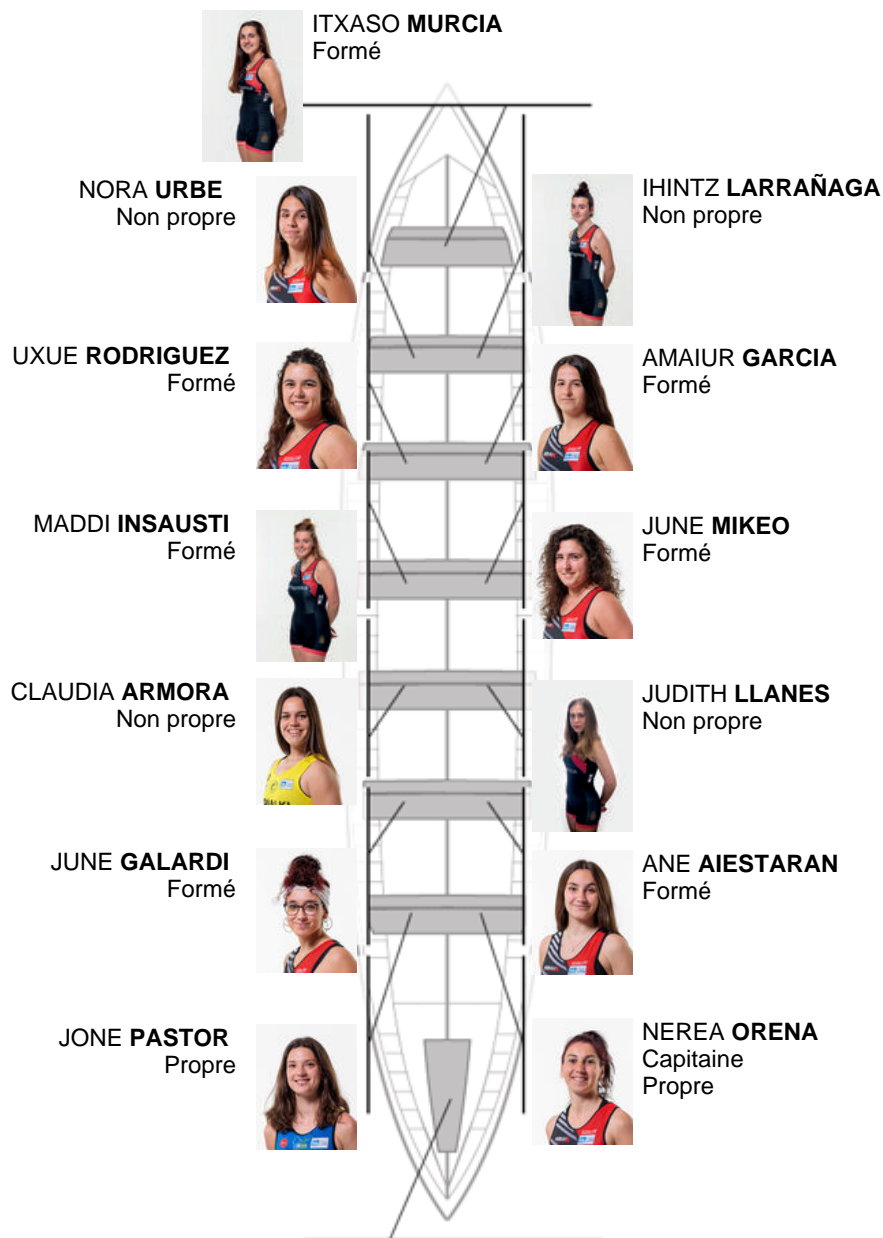 ITXASO MURCIA
Formé
NORA URBE
Non propre
IHINTZ LARRAÑAGA
Non propre
UXUE RODRIGUEZ
Formé
AMAIUR GARCIA
Formé
MADDI INSAUSTI
Formé
JUNE MIKEO
Formé
CLAUDIA ARMORA
Non propre
JUDITH LLANES
Non propre
JUNE GALARDI
Formé
ANE AIESTARAN
Formé
JONE PASTOR
Propre
NEREA ORENA
Capitaine
Propre